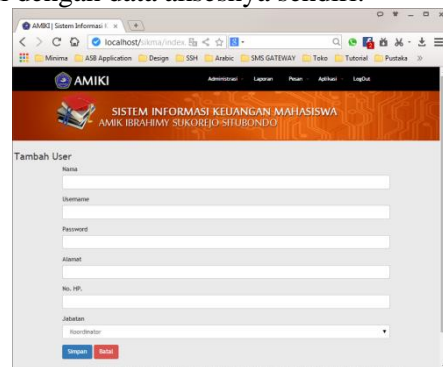 dengan data aksesnya sendiri.
AMIKI | Sistem Informasi
localhost/sikma/index
Minima ASB Application Design SSH Arabic SMS GATEWAY Toko Tutorial Pustaka
AMIKI
Administrasi Laporan Pesan Aplikasi LogOut
SISTEM INFORMASI KEUANGAN MAHASISWA
AMIK IBRAHIMY SUKOREJO-SITUBONDO
Tambah User
Nama
Username
Password
Alamat
No. HP.
Jabatan
Koordinator
Simpan Batal